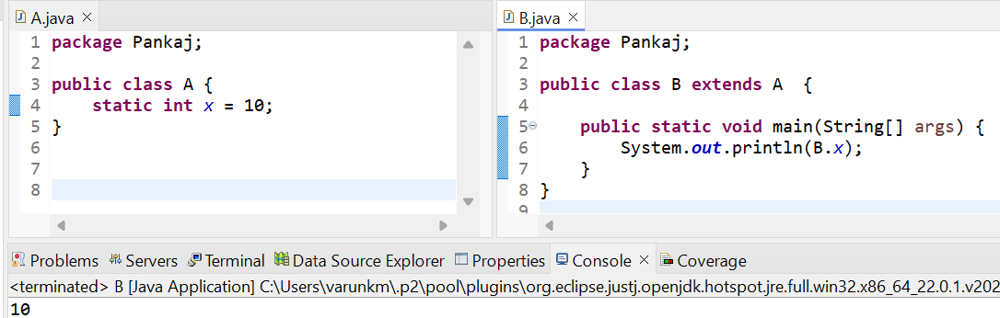 A.java
1 package Pankaj;
2
3 public class A {
4     static int x = 10;
5 }
6
7
8
B.java
1 package Pankaj;
2
3 public class B extends A  {
4
5     public static void main(String[] args) {
6         System.out.println(B.x);
7     }
8 }
9
Problems Servers Terminal Data Source Explorer Properties Console Coverage
<terminated> B [Java Application] C:\Users\varunkm\.p2\pool\plugins\org.eclipse.justj.openjdk.hotspot.jre.full.win32.x86_64_22.0.1.v202
10